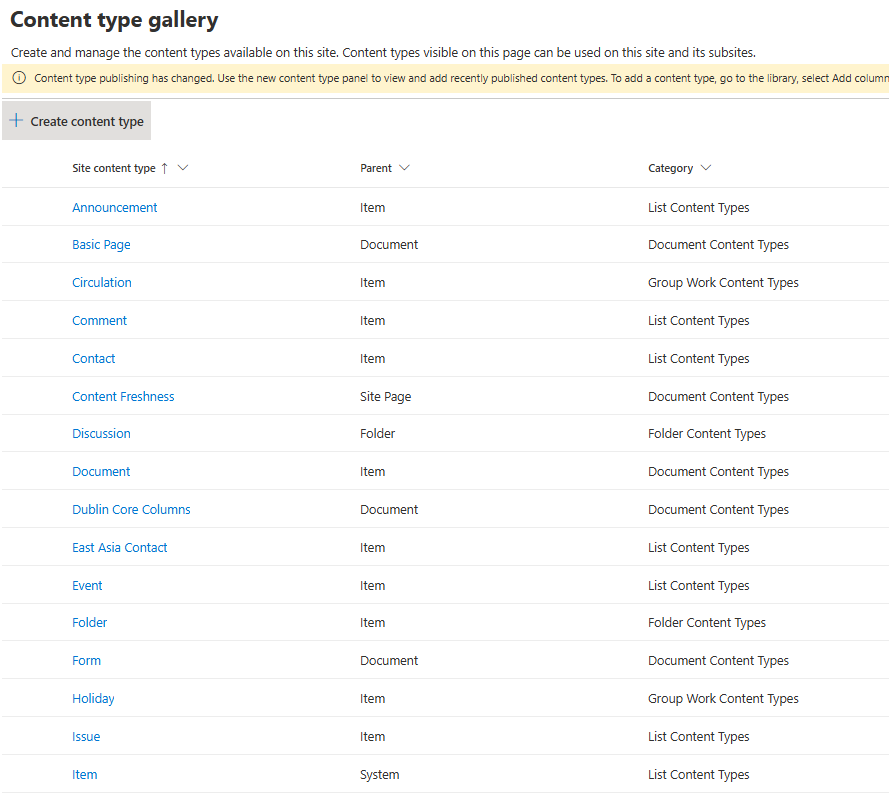 Content type gallery
Create and manage the content types available on this site. Content types visible on this page can be used on this site and its subsites.
Content type publishing has changed. Use the new content type panel to view and add recently published content types. To add a content type, go to the library, select Add column
Create content type
Site content type Parent Category
Announcement Item List Content Types
Basic Page Document Document Content Types
Circulation Item Group Work Content Types
Comment Item List Content Types
Contact Item List Content Types
Content Freshness Site Page Document Content Types
Discussion Folder Folder Content Types
Document Item Document Content Types
Dublin Core Columns Document Document Content Types
East Asia Contact Item List Content Types
Event Item List Content Types
Folder Item Folder Content Types
Form Document Document Content Types
Holiday Item Group Work Content Types
Issue Item List Content Types
Item System List Content Types